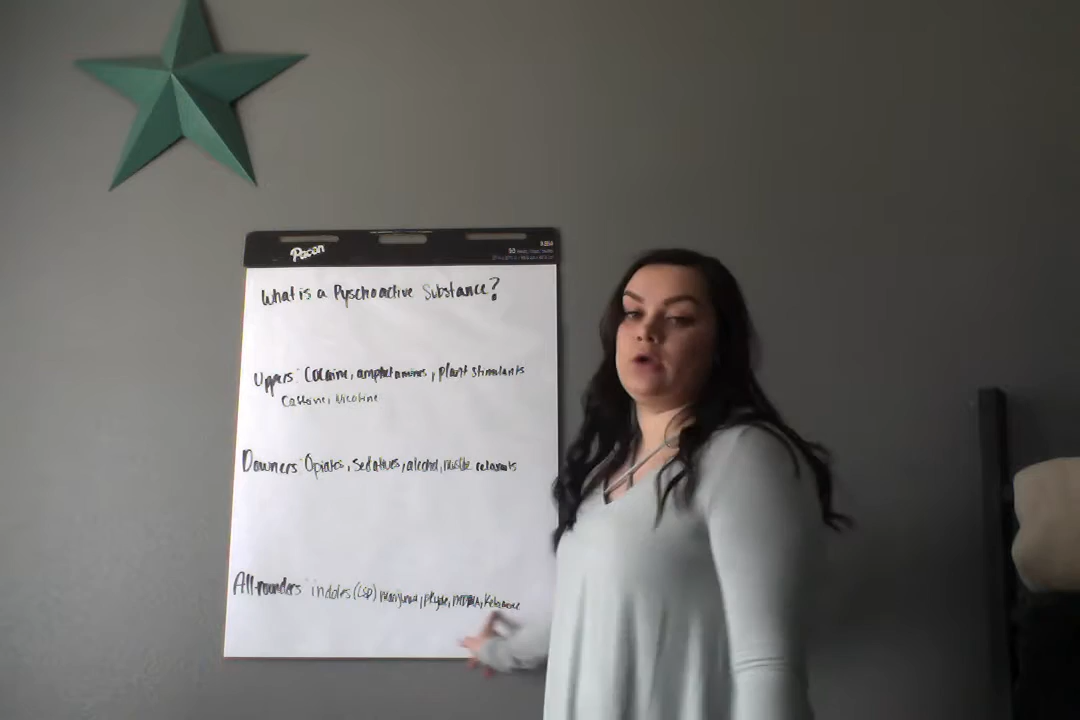 Pacon
What is a Pyschoactive Substance?
Uppers: Cocaine, amphetamines, plant stimulants
Caffeine, Nicotine
Downers: Opiates, Sedatives, alcohol, muscle relaxants
All-rounders: indoles (LSD) marijuana, MDMA, Ketamine